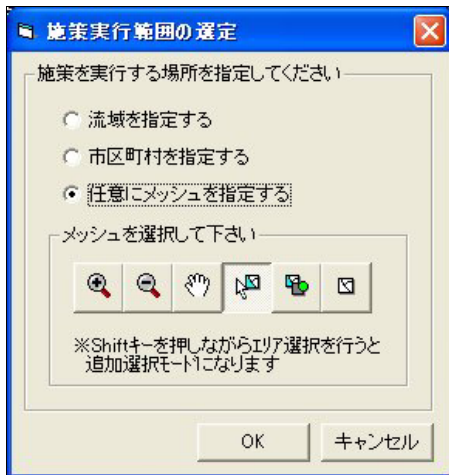 施策実行範囲の選定
施策を実行する場所を指定してください
流域を指定する
市区町村を指定する
任意にメッシュを指定する
メッシュを選択して下さい
※Shiftキーを押しながらエリア選択を行うと
追加選択モードになります
OK
キャンセル